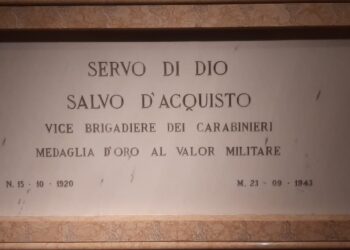 SERVO DI DIO
SALVO D'ACQUISTO
VICE BRIGADIERE DEI CARABINIERI
MEDAGLIA D'ORO AL VALOR MILITARE
N. 15 - 10 - 1920 M. 23 - 09 - 1943